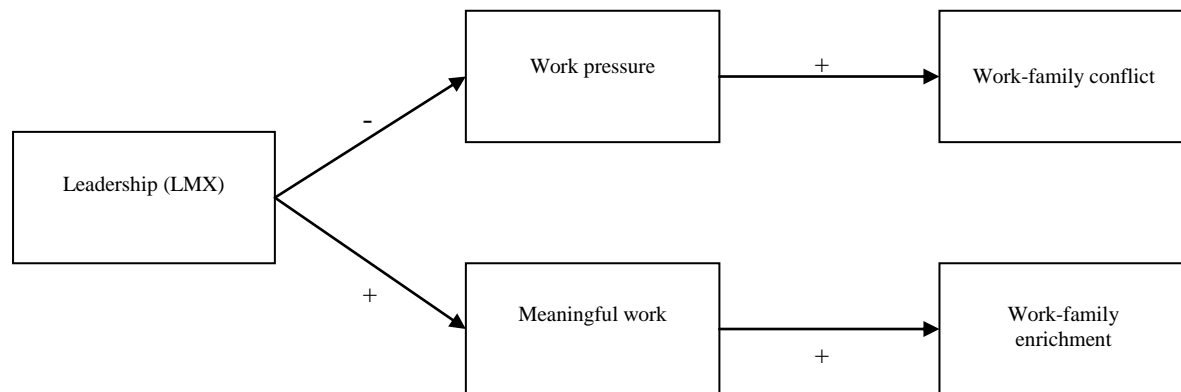 Work pressure
+
Work-family conflict
-
Leadership (LMX)
+
Meaningful work
+
Work-family
enrichment